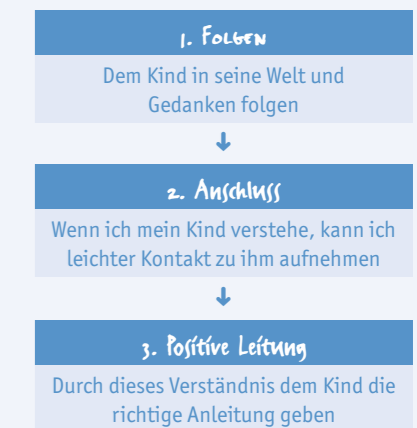 1. Folgen
Dem Kind in seine Welt und
Gedanken folgen
2. Anschluss
Wenn ich mein Kind verstehe, kann ich
leichter Kontakt zu ihm aufnehmen
3. Positive Leitung
Durch dieses Verständnis dem Kind die
richtige Anleitung geben